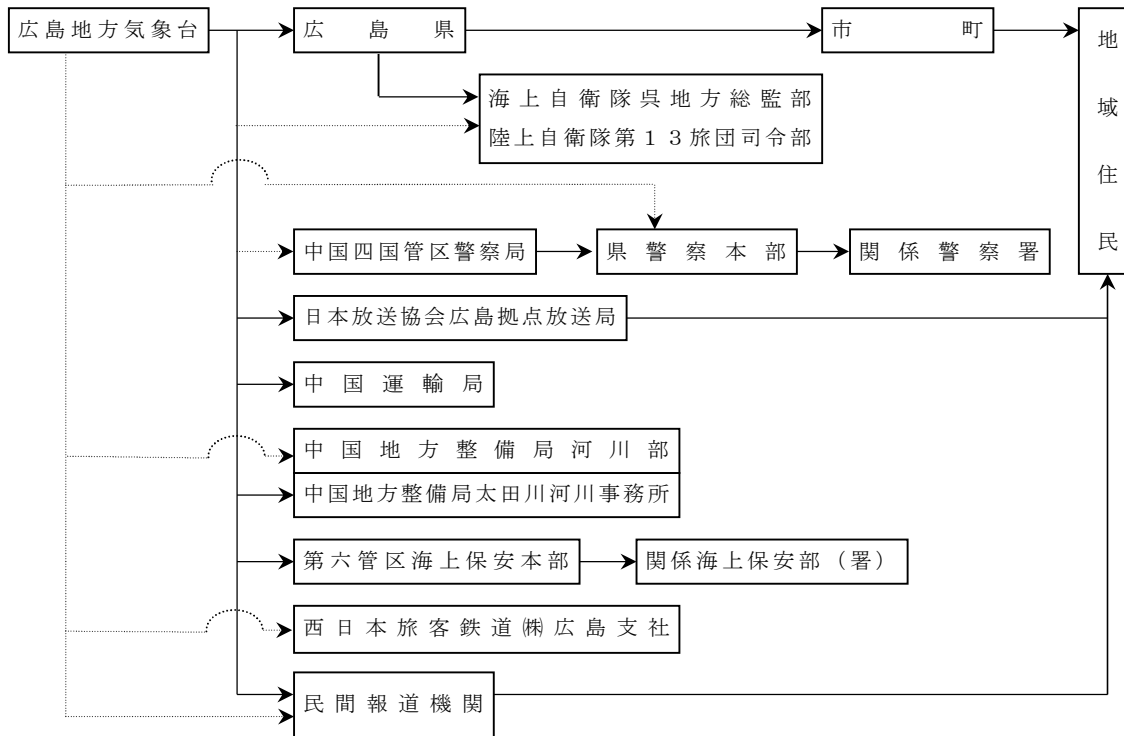 広島地方気象台
広島県
市町
地域住民
海上自衛隊呉地方総監部
陸上自衛隊第13旅団司令部
中国四国管区警察局
県警察本部
関係警察署
日本放送協会広島拠点放送局
中国運輸局
中国地方整備局河川部
中国地方整備局太田川河川事務所
第六管区海上保安本部
関係海上保安部（署）
西日本旅客鉄道㈱広島支社
民間報道機関